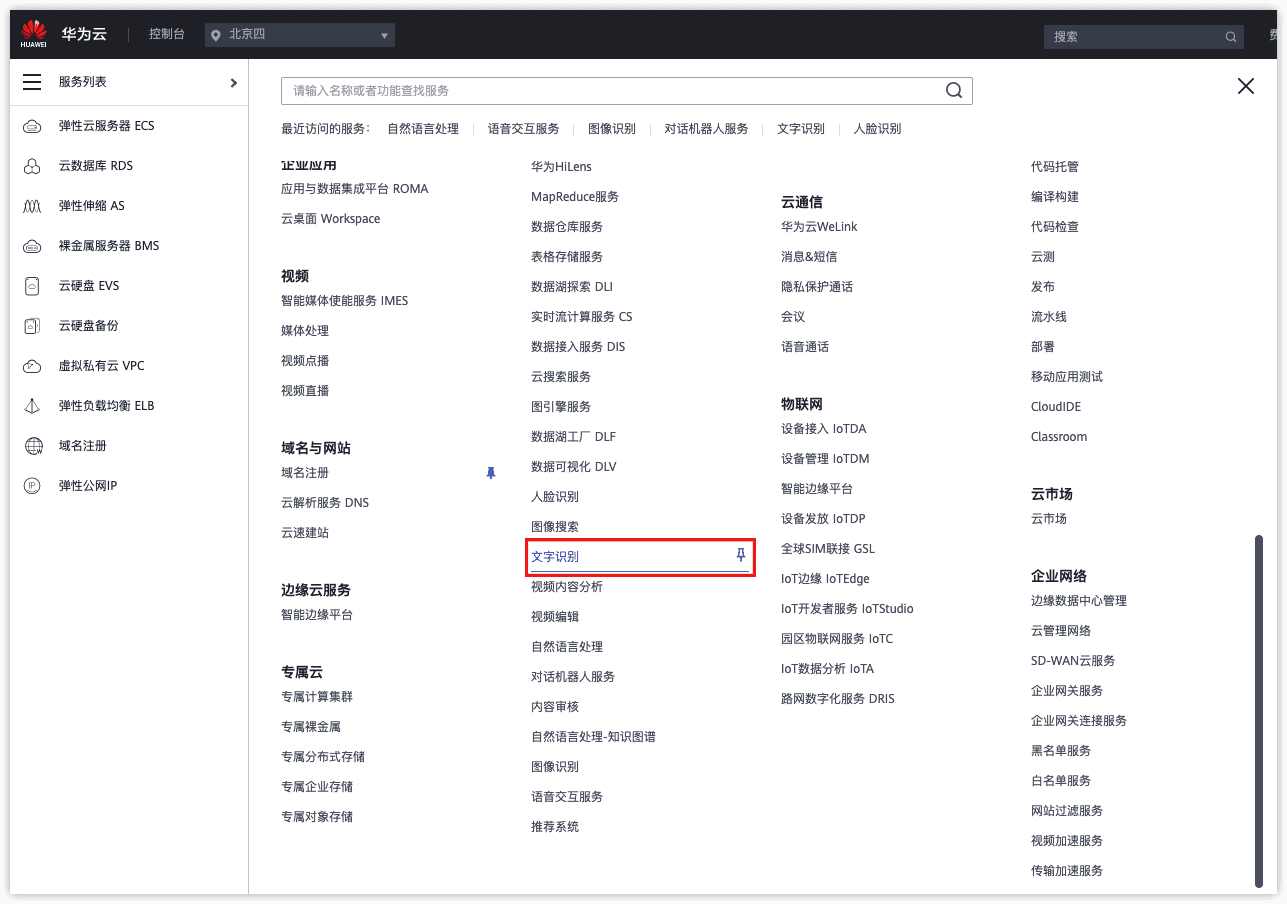 HUAWEI
华为云
控制台
北京四
搜索
费
服务列表
弹性云服务器 ECS
云数据库 RDS
弹性伸缩 AS
裸金属服务器 BMS
云硬盘 EVS
云硬盘备份
虚拟私有云 VPC
弹性负载均衡 ELB
域名注册
弹性公网IP
请输入名称或者功能查找服务
最近访问的服务： 自然语言处理 语音交互服务 图像识别 对话机器人服务 文字识别 人脸识别
企业应用
应用与数据集成平台 ROMA
云桌面 Workspace
视频
智能媒体使能服务 IMES
媒体处理
视频点播
视频直播
域名与网站
域名注册
云解析服务 DNS
云速建站
边缘云服务
智能边缘平台
专属云
专属计算集群
专属裸金属
专属分布式存储
专属企业存储
专属对象存储
华为HiLens
MapReduce服务
数据仓库服务
表格存储服务
数据湖探索 DLI
实时流计算服务 CS
数据接入服务 DIS
云搜索服务
图引擎服务
数据湖工厂 DLF
数据可视化 DLV
人脸识别
图像搜索
文字识别
视频内容分析
视频编辑
自然语言处理
对话机器人服务
内容审核
自然语言处理-知识图谱
图像识别
语音交互服务
推荐系统
云通信
华为云WeLink
消息&短信
隐私保护通话
会议
语音通话
物联网
设备接入 IoTDA
设备管理 IoTDM
智能边缘平台
设备发放 IoTDP
全球SIM联接 GSL
IoT边缘 IoTEdge
IoT开发者服务 IoTStudio
园区物联网服务 IoTC
IoT数据分析 IoTA
路网数字化服务 DRIS
代码托管
编译构建
代码检查
云测
发布
流水线
部署
移动应用测试
CloudIDE
Classroom
云市场
云市场
企业网络
边缘数据中心管理
云管理网络
SD-WAN云服务
企业网关服务
企业网关连接服务
黑名单服务
白名单服务
网站过滤服务
视频加速服务
传输加速服务